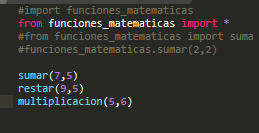 #import funciones_matematicas
from funciones_matematicas import *
#from funciones_matematicas import suma
#funciones_matematicas.sumar(2,2)
sumar(7,5)
restar(9,5)
multiplicacion(5,6)